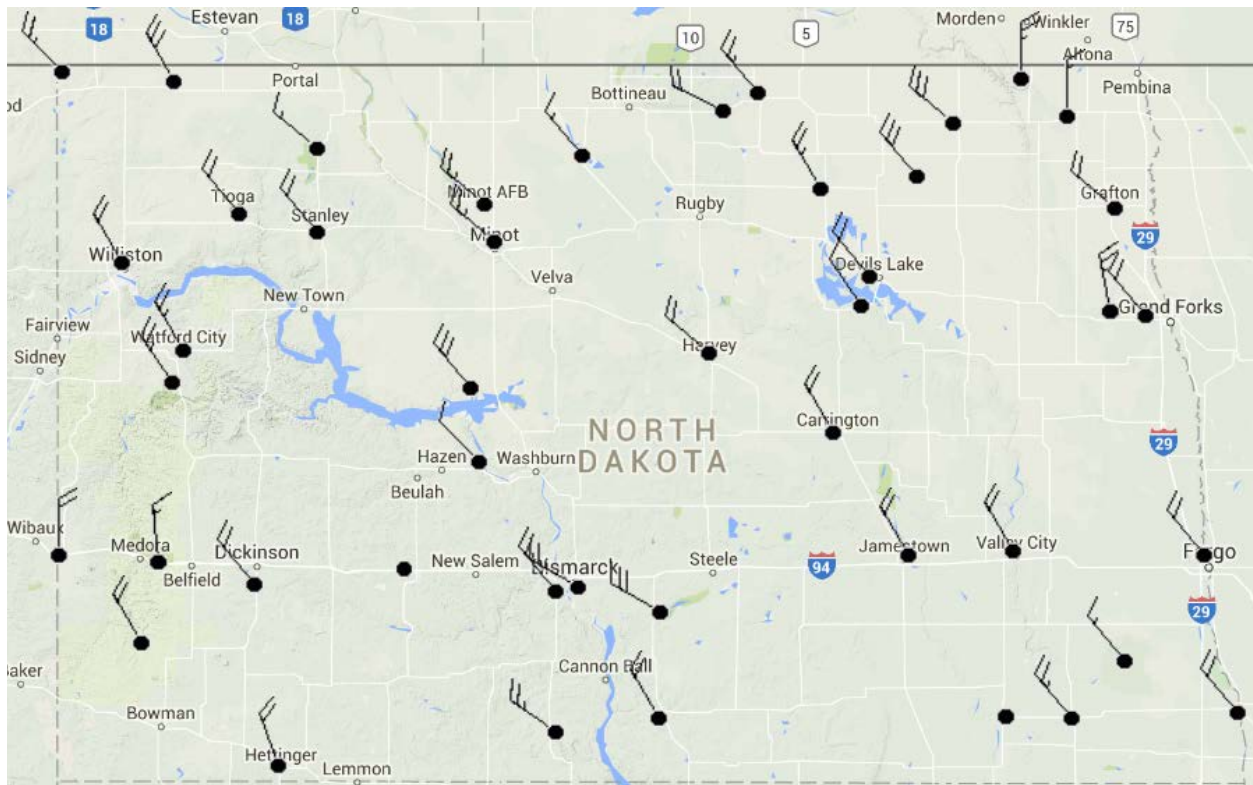 Estevan
18
18
Morden
Winkler
75
10
5
Altona
Portal
Pembina
Bottineau
Tioga
Minot AFB
Grafton
Stanley
Rugby
29
Minot
Williston
Devils Lake
Velva
New Town
Grand Forks
Fairview
Watford City
Harvey
Sidney
Carrington
NORTH
DAKOTA
29
Hazen
Washburn
Beulah
Wibaux
Medora
Dickinson
New Salem
Steele
Jamestown
Valley City
Fargo
Belfield
Bismarck
94
29
Cannon Ball
Baker
Bowman
Hettinger
Lemmon